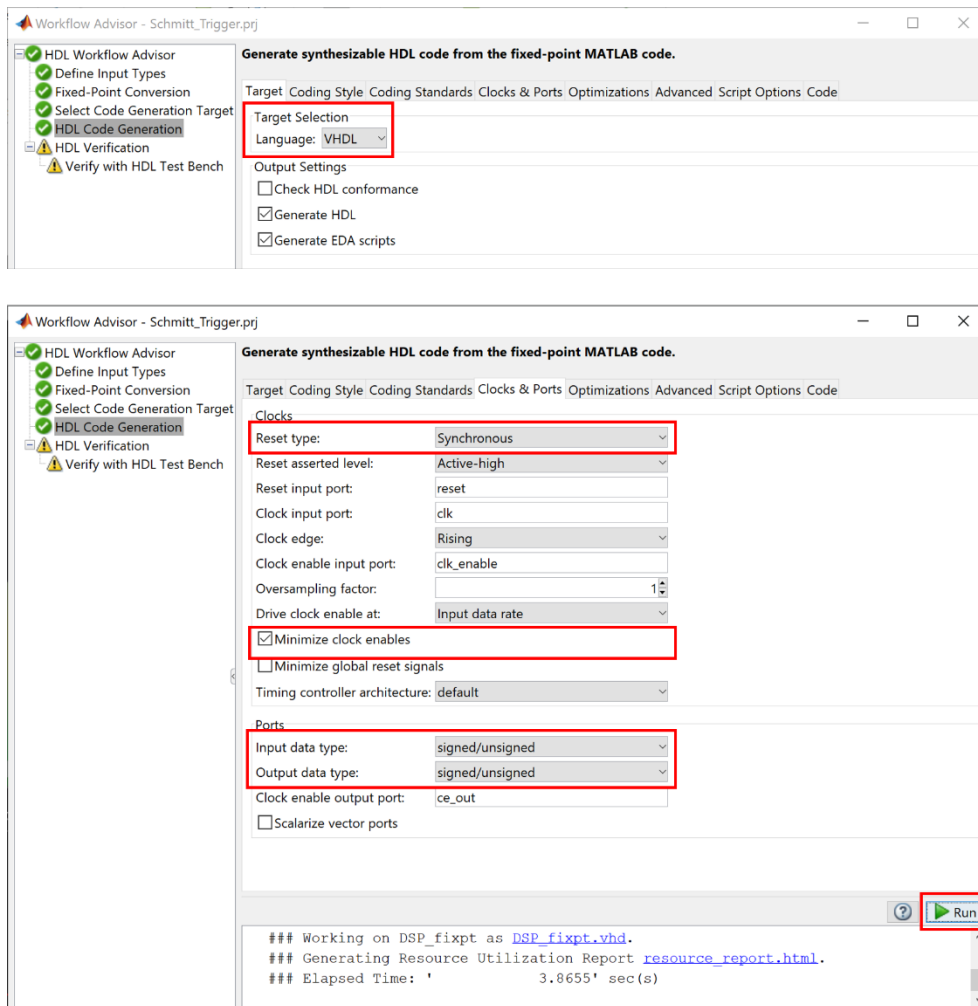 Workflow Advisor - Schmitt_Trigger.prj
HDL Workflow Advisor
Define Input Types
Fixed-Point Conversion
Select Code Generation Target
HDL Code Generation
HDL Verification
Verify with HDL Test Bench
Generate synthesizable HDL code from the fixed-point MATLAB code.
Target Coding Style Coding Standards Clocks & Ports Optimizations Advanced Script Options Code
Target Selection
Language: VHDL
Output Settings
Check HDL conformance
Generate HDL
Generate EDA scripts
Workflow Advisor - Schmitt_Trigger.prj
HDL Workflow Advisor
Define Input Types
Fixed-Point Conversion
Select Code Generation Target
HDL Code Generation
HDL Verification
Verify with HDL Test Bench
Generate synthesizable HDL code from the fixed-point MATLAB code.
Target Coding Style Coding Standards Clocks & Ports Optimizations Advanced Script Options Code
Clocks
Reset type: Synchronous
Reset asserted level: Active-high
Reset input port: reset
Clock input port: clk
Clock edge: Rising
Clock enable input port: clk_enable
Oversampling factor: 1
Drive clock enable at: Input data rate
Minimize clock enables
Minimize global reset signals
Timing controller architecture: default
Ports
Input data type: signed/unsigned
Output data type: signed/unsigned
Clock enable output port: ce_out
Scalarize vector ports
Run
### Working on DSP_fixpt as DSP_fixpt.vhd.
### Generating Resource Utilization Report resource_report.html.
### Elapsed Time: ' 3.8655' sec(s)